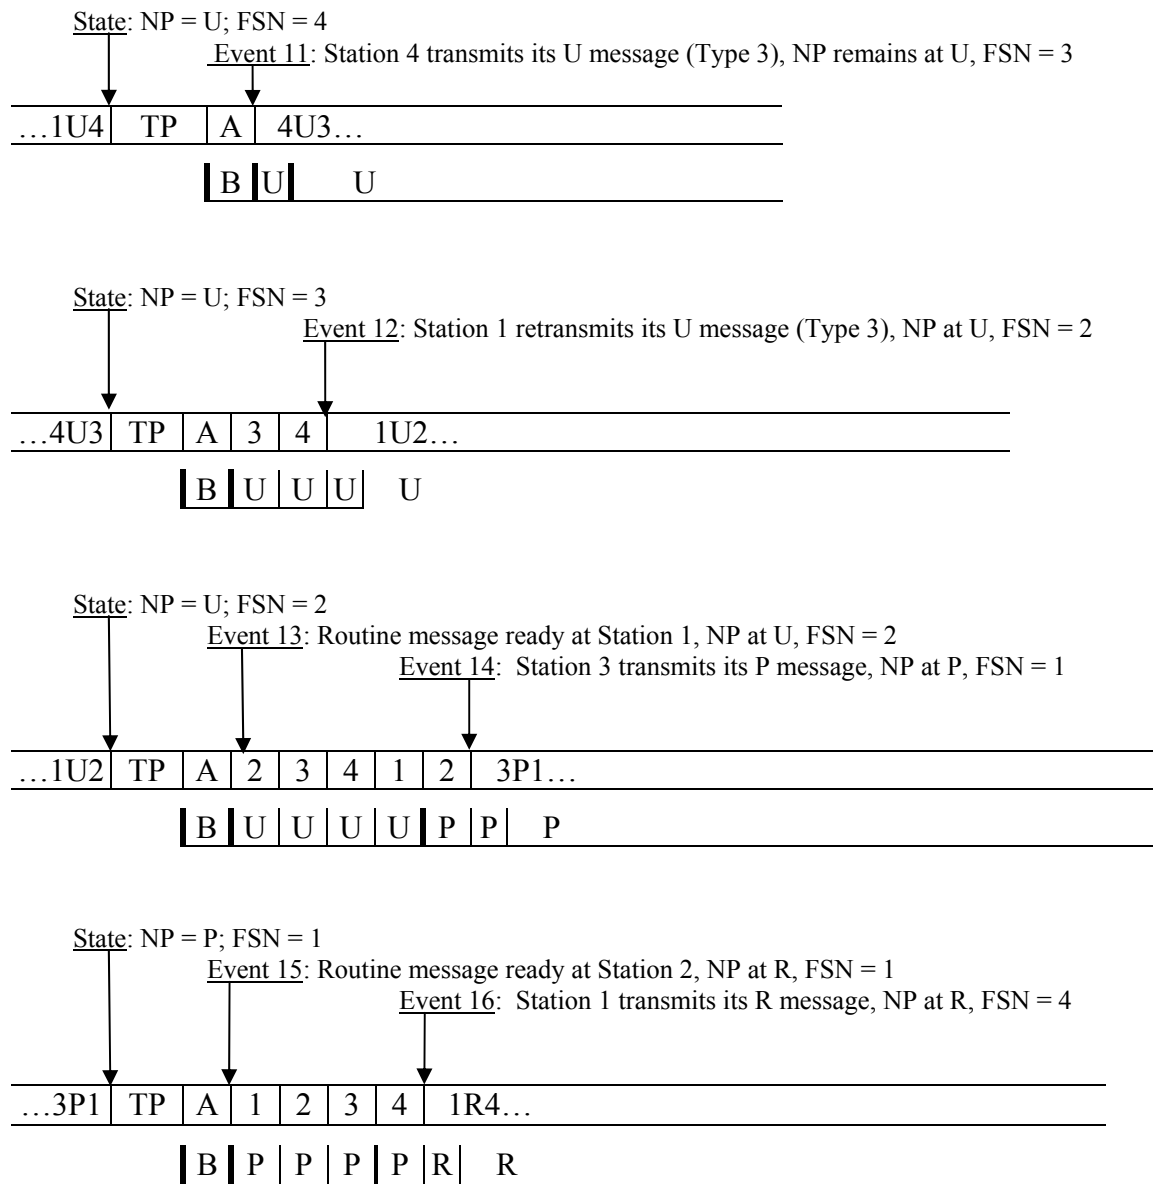 State: NP = U; FSN = 4
Event 11: Station 4 transmits its U message (Type 3), NP remains at U, FSN = 3
…1U4 TP A 4U3…
B U U
State: NP = U; FSN = 3
Event 12: Station 1 retransmits its U message (Type 3), NP at U, FSN = 2
…4U3 TP A 3 4 1U2…
B U U U U
State: NP = U; FSN = 2
Event 13: Routine message ready at Station 1, NP at U, FSN = 2
Event 14: Station 3 transmits its P message, NP at P, FSN = 1
…1U2 TP A 2 3 4 1 2 3P1…
B U U U U P P P
State: NP = P; FSN = 1
Event 15: Routine message ready at Station 2, NP at R, FSN = 1
Event 16: Station 1 transmits its R message, NP at R, FSN = 4
…3P1 TP A 1 2 3 4 1R4…
B P P P P R R